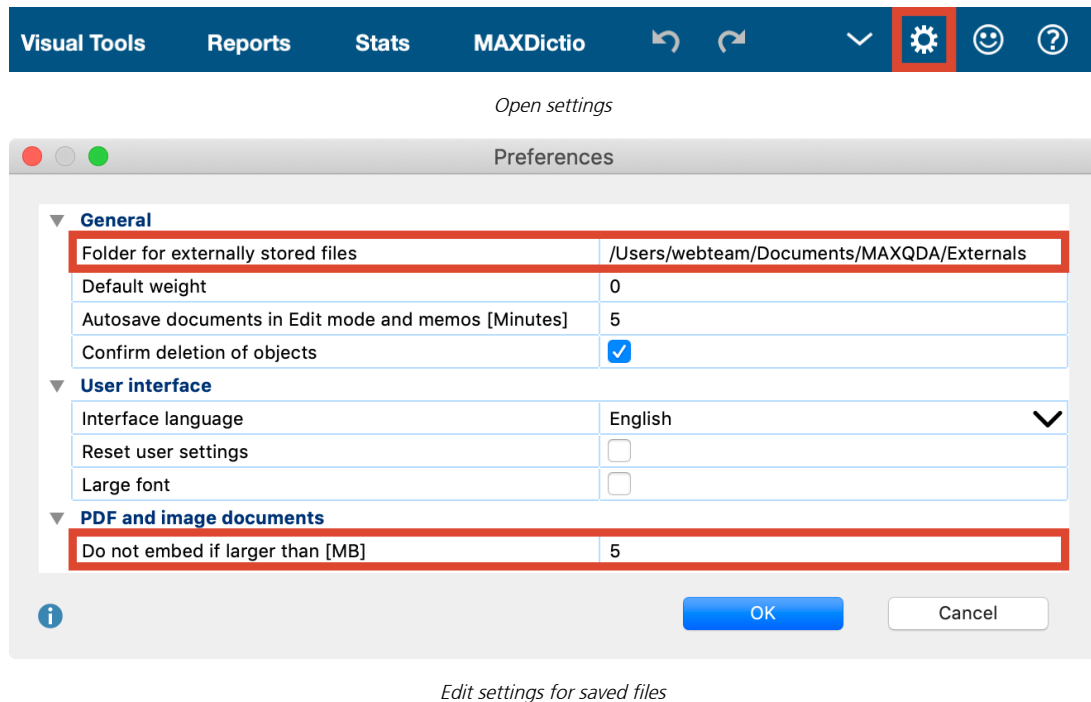 Visual Tools Reports Stats MAXDictio
Open settings
Preferences
General
Folder for externally stored files /Users/webteam/Documents/MAXQDA/Externals
Default weight 0
Autosave documents in Edit mode and memos [Minutes] 5
Confirm deletion of objects
User interface
Interface language English
Reset user settings
Large font
PDF and image documents
Do not embed if larger than [MB] 5
OK Cancel
Edit settings for saved files